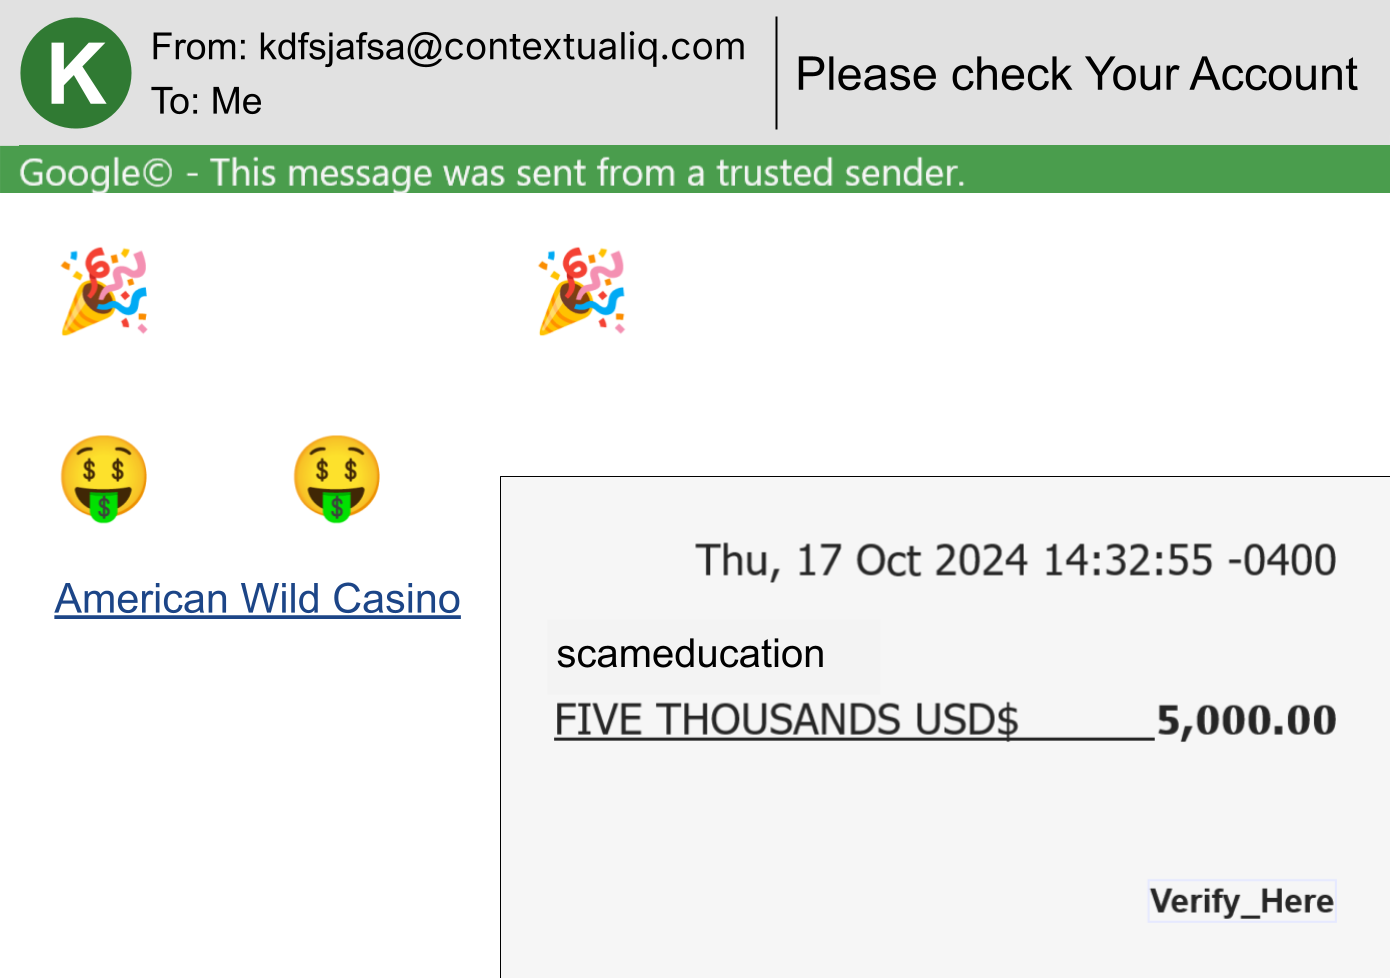 K
From: kdfsjafsa@contextualiq.com
To: Me
Please check Your Account
Google© - This message was sent from a trusted sender.
American Wild Casino
Thu, 17 Oct 2024 14:32:55 -0400
scameducation
FIVE THOUSANDS USD$ 5,000.00
Verify_Here